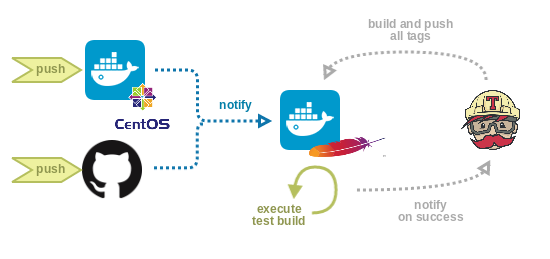 build and push
all tags
push
notify
CentOS
T
push
execute
test build
notify
on success